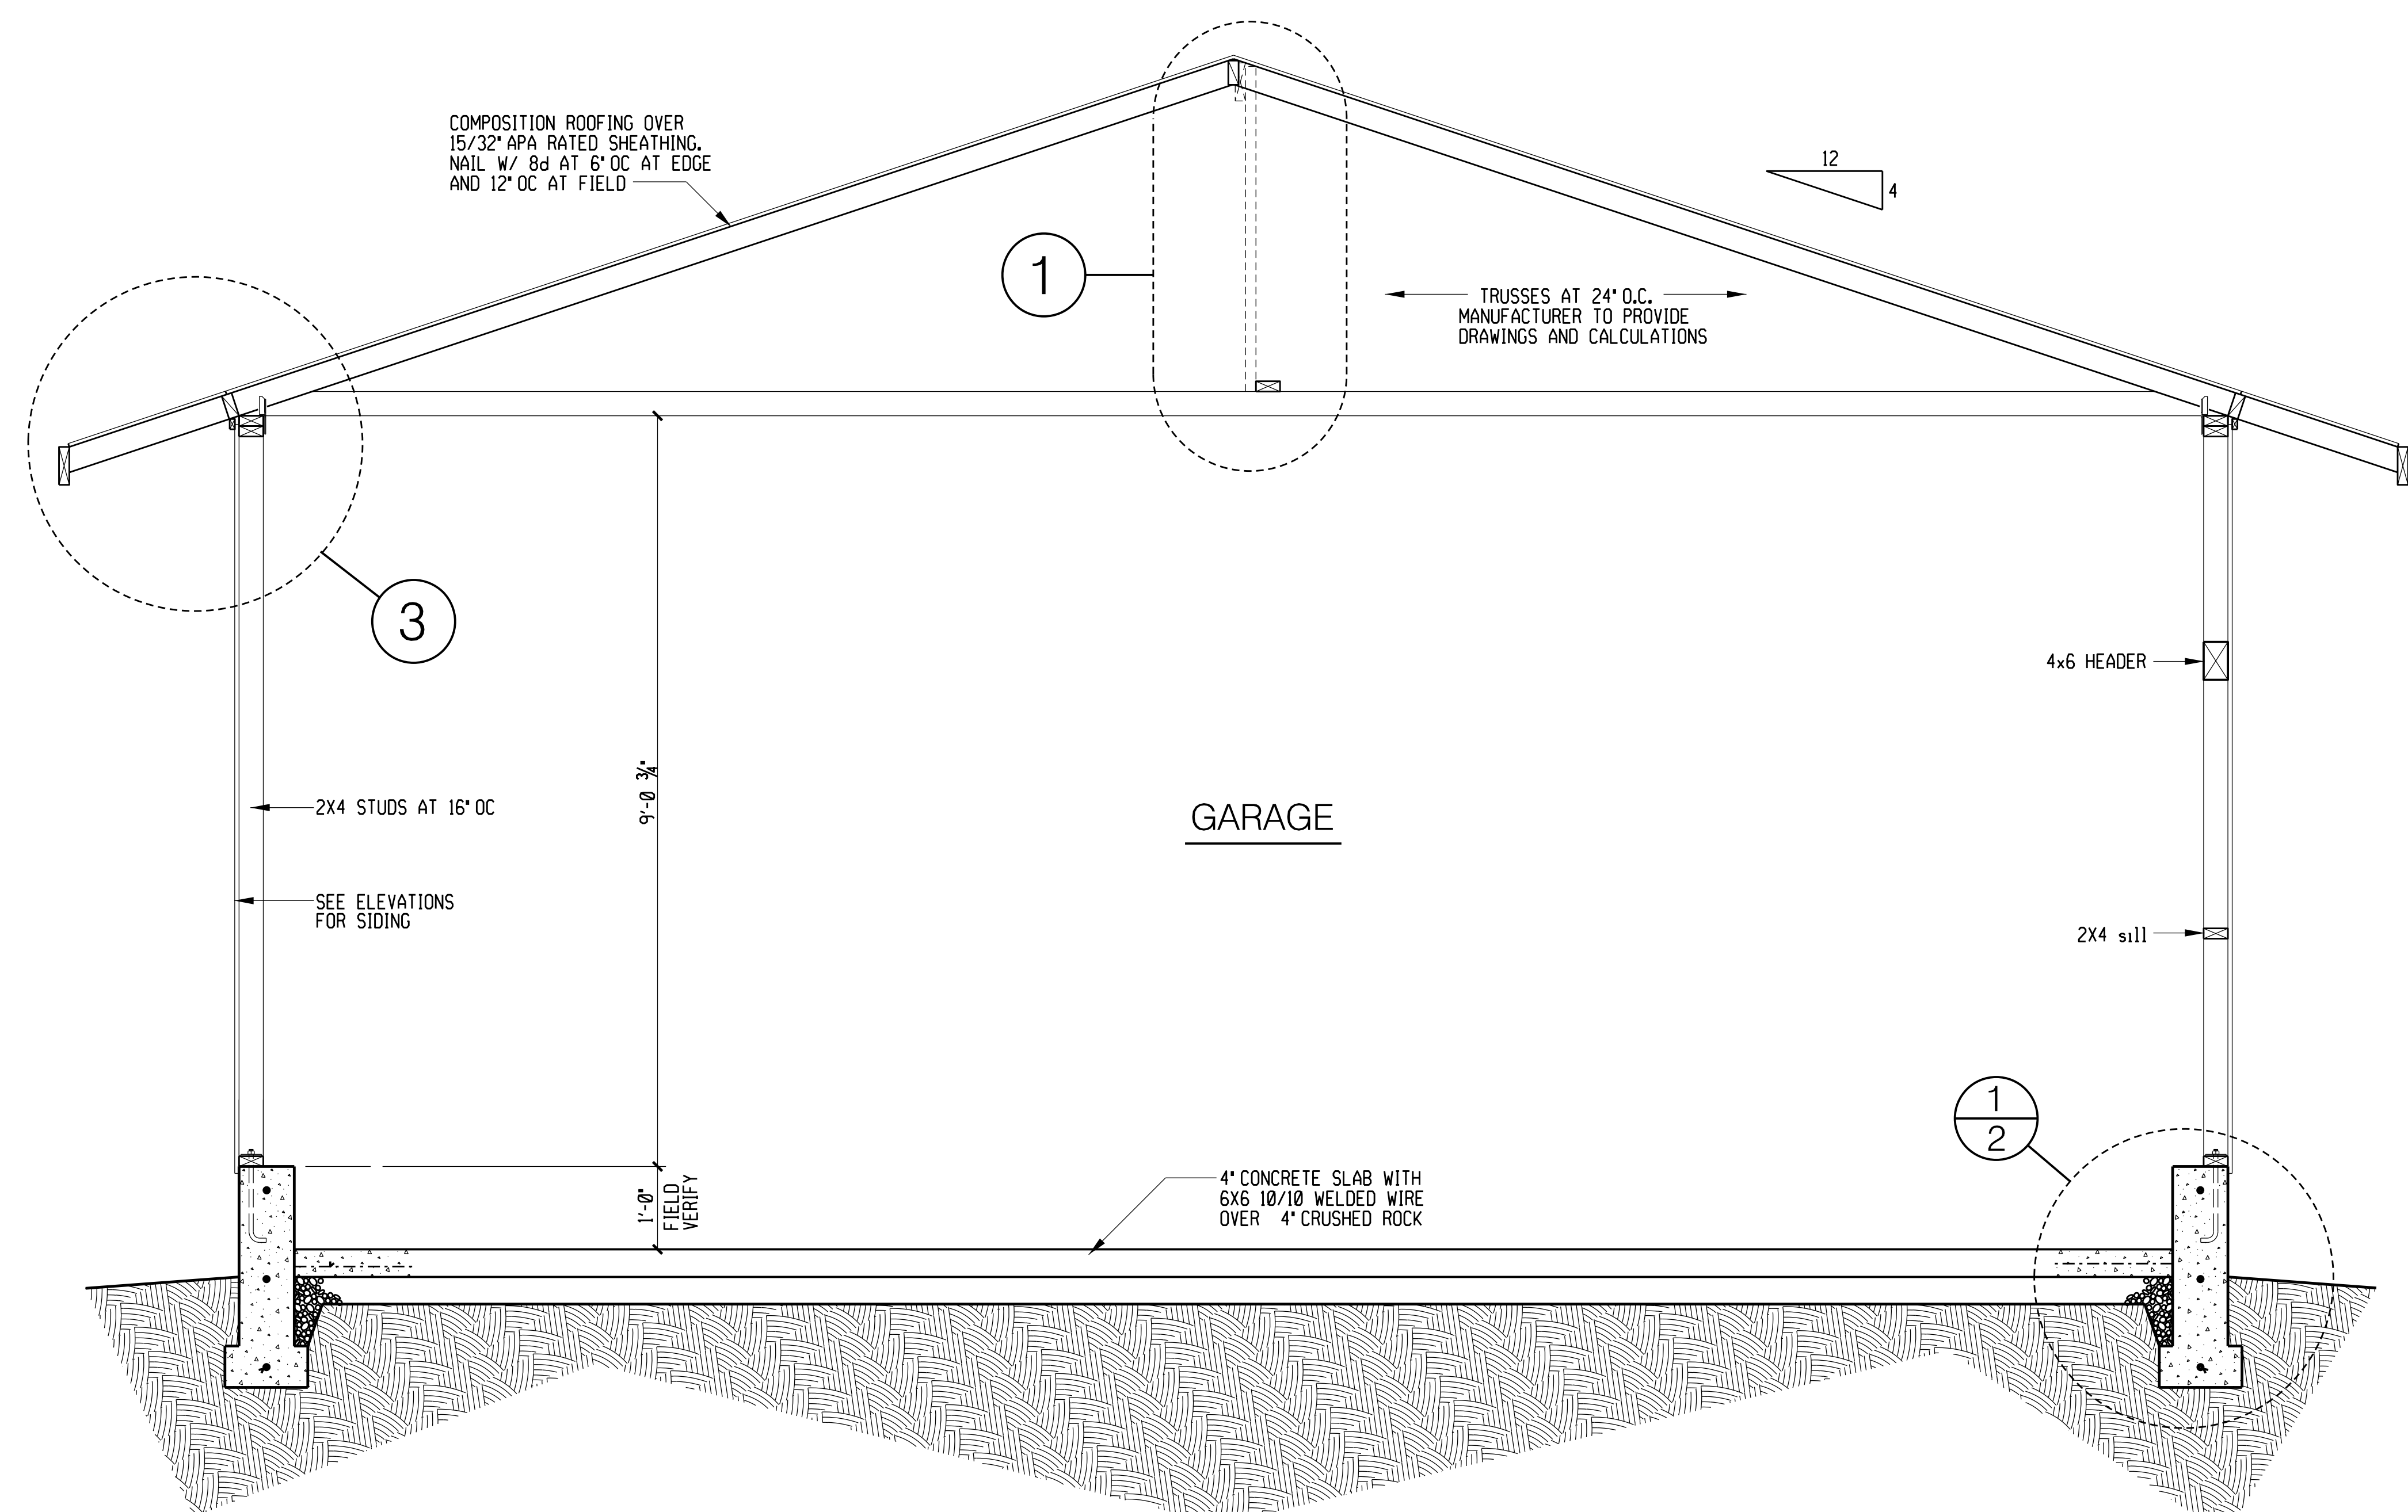 COMPOSITION ROOFING OVER
15/32" APA RATED SHEATHING.
NAIL W/ 8d AT 6" OC AT EDGE
AND 12" OC AT FIELD
12
4
1
TRUSSES AT 24" O.C.
MANUFACTURER TO PROVIDE
DRAWINGS AND CALCULATIONS
3
4x6 HEADER
2X4 STUDS AT 16" OC
9'-0 3/4"
GARAGE
SEE ELEVATIONS
FOR SIDING
2X4 sill
1
2
4" CONCRETE SLAB WITH
6X6 10/10 WELDED WIRE
OVER 4" CRUSHED ROCK
1'-0"
FIELD
VERIFY